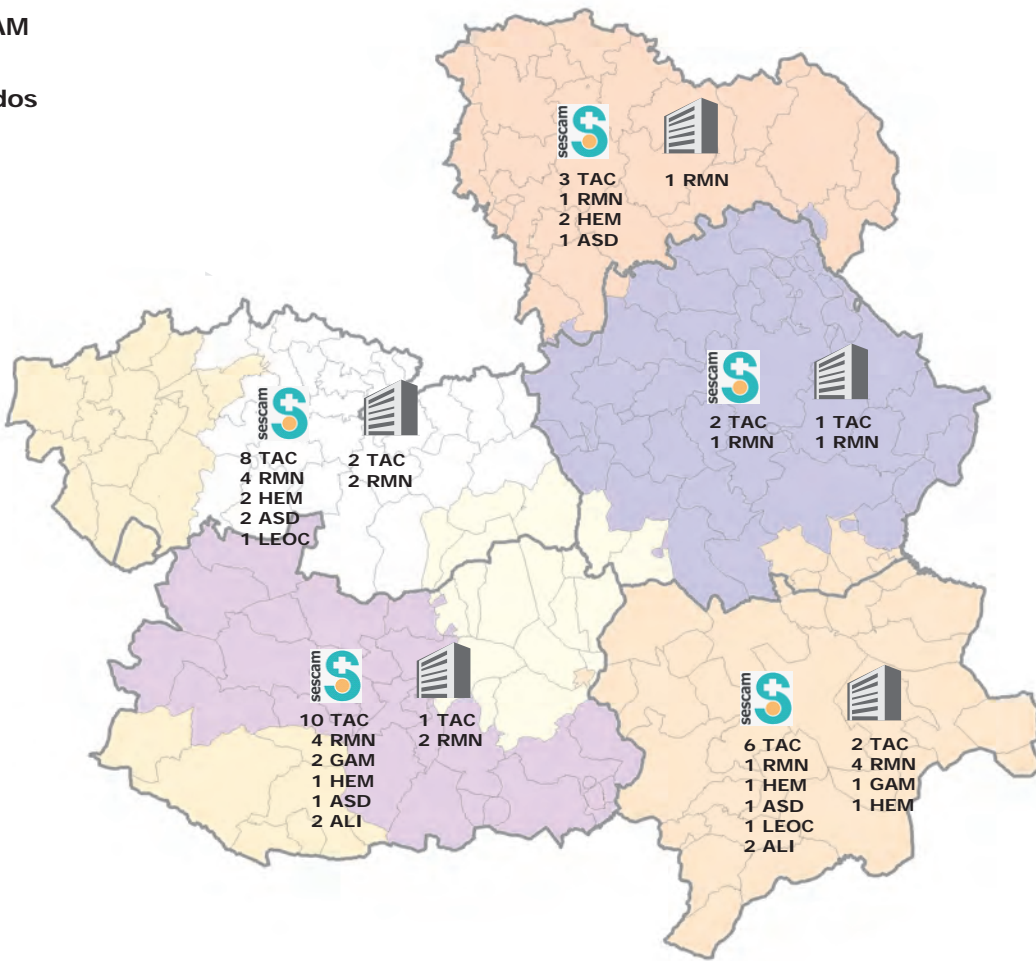 AM
dos
sescam
3 TAC
1 RMN
2 HEM
1 ASD
1 RMN
sescam
2 TAC
1 RMN
1 TAC
1 RMN
sescam
8 TAC
4 RMN
2 HEM
2 ASD
1 LEOC
2 TAC
2 RMN
sescam
10 TAC
4 RMN
2 GAM
1 HEM
1 ASD
2 ALI
1 TAC
2 RMN
sescam
6 TAC
1 RMN
1 HEM
1 ASD
1 LEOC
2 ALI
2 TAC
4 RMN
1 GAM
1 HEM